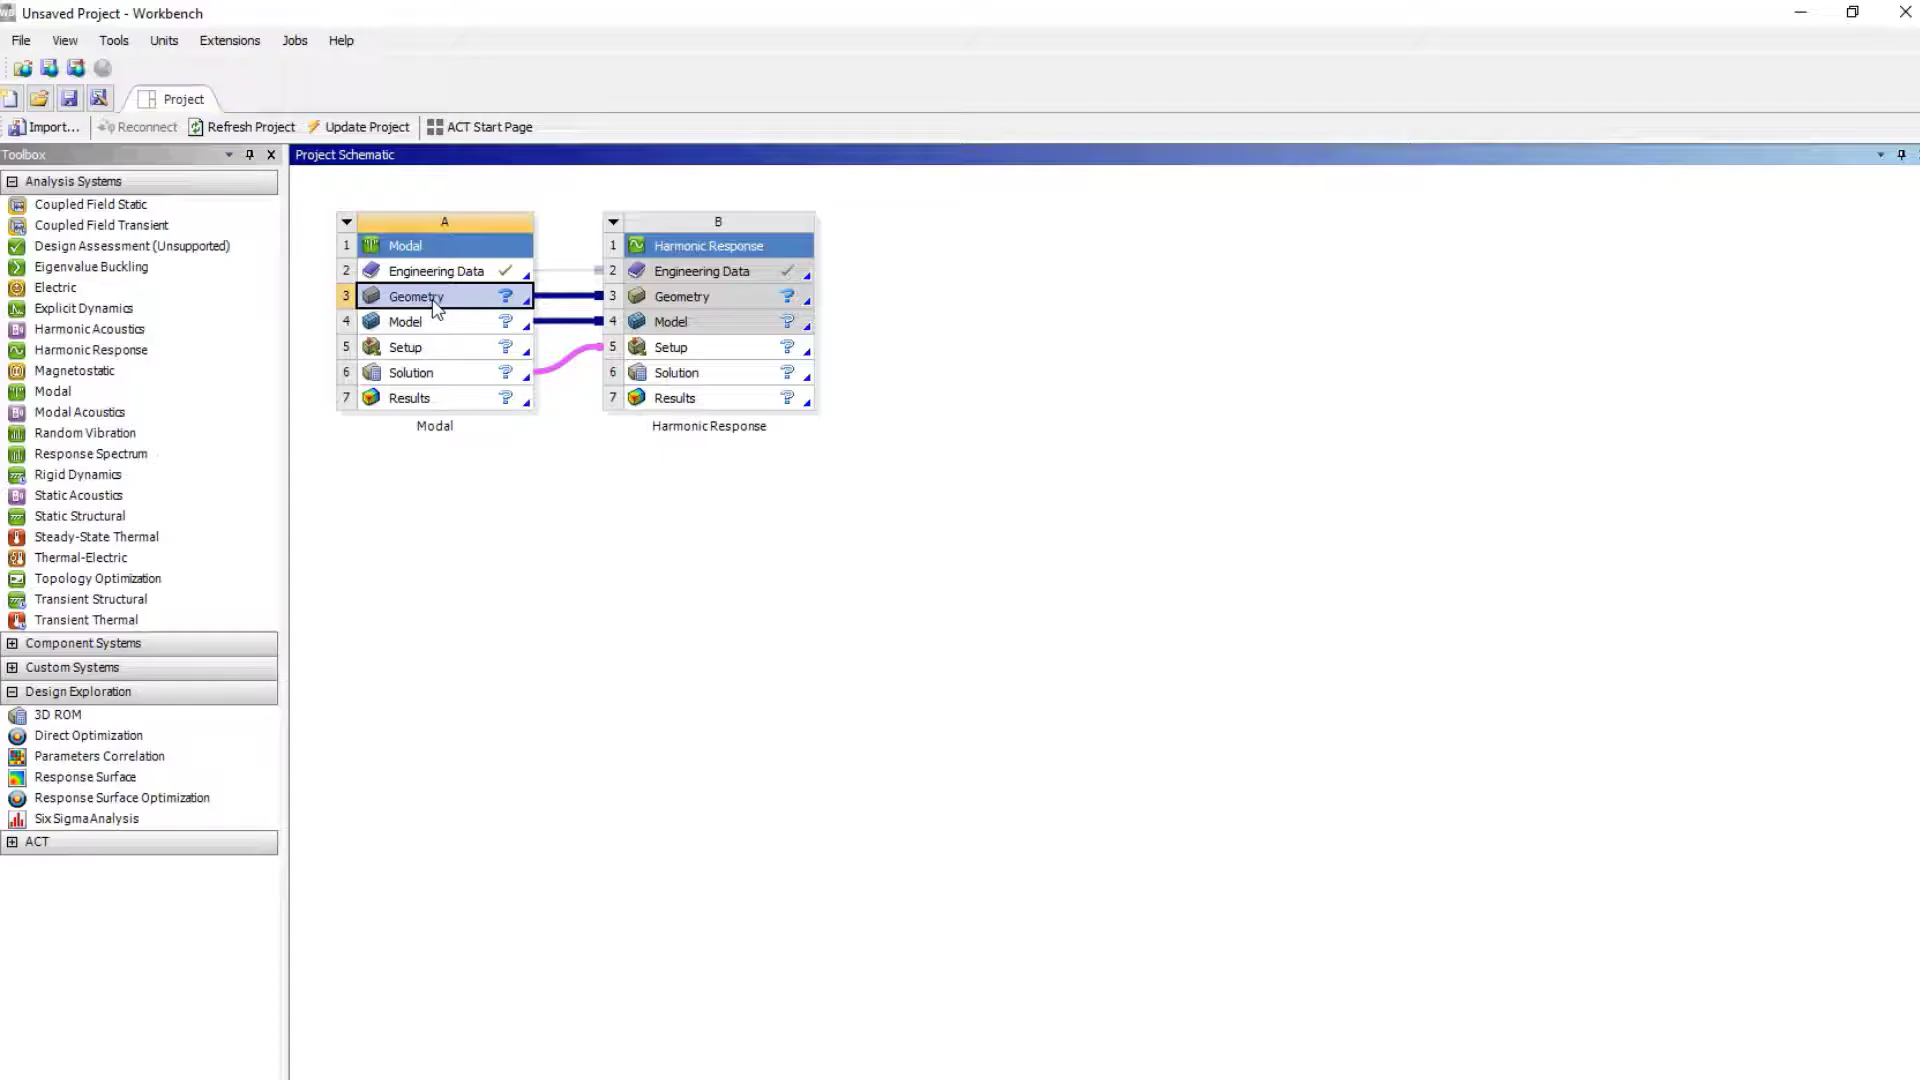 Unsaved Project - Workbench
File View Tools Units Extensions Jobs Help
Project
Import... Reconnect Refresh Project Update Project ACT Start Page
Toolbox
Project Schematic
Analysis Systems
Coupled Field Static
Coupled Field Transient
Design Assessment (Unsupported)
Eigenvalue Buckling
Electric
Explicit Dynamics
Harmonic Acoustics
Harmonic Response
Magnetostatic
Modal
Modal Acoustics
Random Vibration
Response Spectrum
Rigid Dynamics
Static Acoustics
Static Structural
Steady-State Thermal
Thermal-Electric
Topology Optimization
Transient Structural
Transient Thermal
Component Systems
Custom Systems
Design Exploration
3D ROM
Direct Optimization
Parameters Correlation
Response Surface
Response Surface Optimization
Six Sigma Analysis
ACT
A
1 Modal
2 Engineering Data
3 Geometry ?
4 Model ?
5 Setup ?
6 Solution ?
7 Results ?
Modal
B
1 Harmonic Response
2 Engineering Data
3 Geometry ?
4 Model ?
5 Setup ?
6 Solution ?
7 Results ?
Harmonic Response